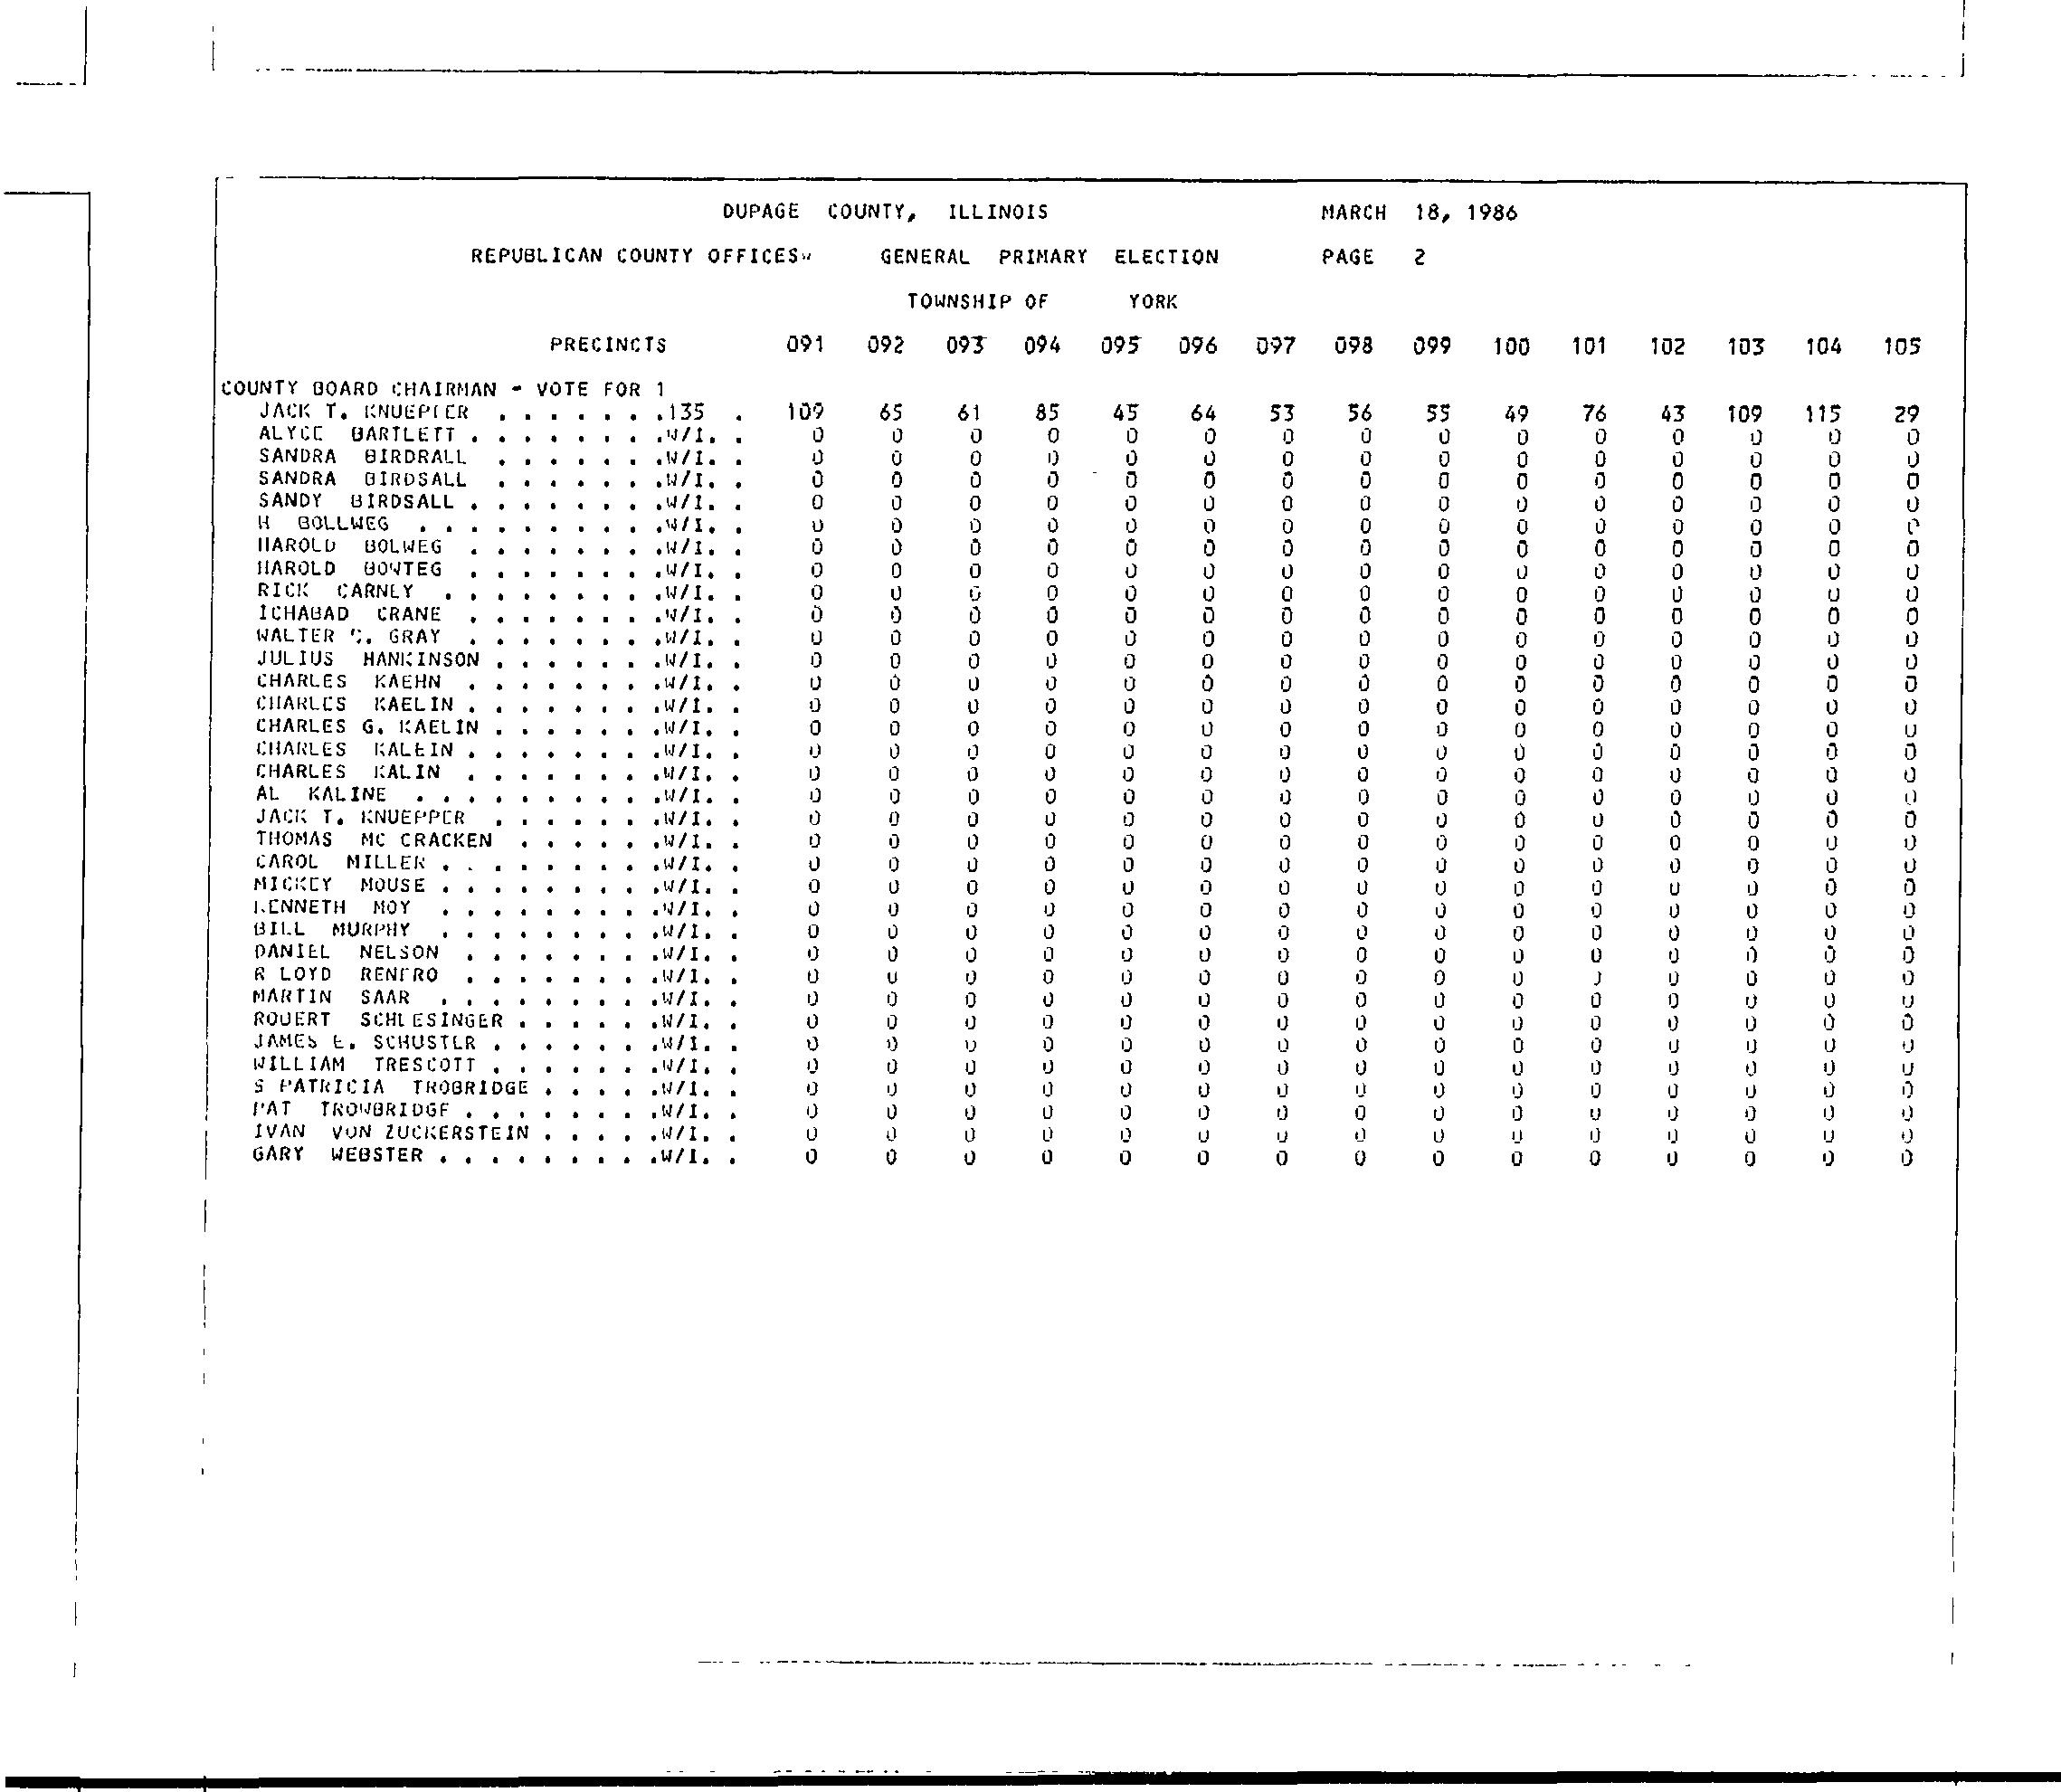 DUPAGE COUNTY, ILLINOIS MARCH 18, 1986
REPUBLICAN COUNTY OFFICES" GENERAL PRIMARY ELECTION PAGE 2
TOWNSHIP OF YORK
PRECINCTS 091 092 093 094 095 096 097 098 099 100 101 102 103 104 105
COUNTY BOARD CHAIRMAN - VOTE FOR 1
JACK T. KNUEPFER . . . . . . .135 . 109 65 61 85 45 64 53 56 55 49 76 43 109 115 29
ALYCE BARTLETT . . . . . . . .W/I. . 0 0 0 0 0 0 0 0 0 0 0 0 0 0 0
SANDRA BIRDRALL . . . . . . .W/I. . 0 0 0 0 0 0 0 0 0 0 0 0 0 0 0
SANDRA BIRDSALL . . . . . . .W/I. . 0 0 0 0 0 0 0 0 0 0 0 0 0 0 0
SANDY BIRDSALL . . . . . . . .W/I. . 0 0 0 0 0 0 0 0 0 0 0 0 0 0 0
H BOLLWEG . . . . . . . . . .W/I. . 0 0 0 0 0 0 0 0 0 0 0 0 0 0 0
HAROLD BOLWEG . . . . . . . .W/I. . 0 0 0 0 0 0 0 0 0 0 0 0 0 0 0
HAROLD BOWTEG . . . . . . . .W/I. . 0 0 0 0 0 0 0 0 0 0 0 0 0 0 0
RICK CARNEY . . . . . . . . .W/I. . 0 0 0 0 0 0 0 0 0 0 0 0 0 0 0
ICHABAD CRANE . . . . . . . .W/I. . 0 0 0 0 0 0 0 0 0 0 0 0 0 0 0
WALTER GRAY . . . . . . . .W/I. . 0 0 0 0 0 0 0 0 0 0 0 0 0 0 0
JULIUS HANKINSON . . . . . . .W/I. . 0 0 0 0 0 0 0 0 0 0 0 0 0 0 0
CHARLES KAEHN . . . . . . . .W/I. . 0 0 0 0 0 0 0 0 0 0 0 0 0 0 0
CHARLES KAELIN . . . . . . . .W/I. . 0 0 0 0 0 0 0 0 0 0 0 0 0 0 0
CHARLES G. KAELIN . . . . . . .W/I. . 0 0 0 0 0 0 0 0 0 0 0 0 0 0 0
CHARLES KALEIN . . . . . . . .W/I. . 0 0 0 0 0 0 0 0 0 0 0 0 0 0 0
CHARLES KALIN . . . . . . . .W/I. . 0 0 0 0 0 0 0 0 0 0 0 0 0 0 0
AL KALINE . . . . . . . . . .W/I. . 0 0 0 0 0 0 0 0 0 0 0 0 0 0 0
JACK T. KNUEPPER . . . . . . .W/I. . 0 0 0 0 0 0 0 0 0 0 0 0 0 0 0
THOMAS MC CRACKEN . . . . . .W/I. . 0 0 0 0 0 0 0 0 0 0 0 0 0 0 0
CAROL MILLER . . . . . . . . .W/I. . 0 0 0 0 0 0 0 0 0 0 0 0 0 0 0
MICKEY MOUSE . . . . . . . . .W/I. . 0 0 0 0 0 0 0 0 0 0 0 0 0 0 0
KENNETH MOY . . . . . . . . .W/I. . 0 0 0 0 0 0 0 0 0 0 0 0 0 0 0
BILL MURPHY . . . . . . . . .W/I. . 0 0 0 0 0 0 0 0 0 0 0 0 0 0 0
DANIEL NELSON . . . . . . . .W/I. . 0 0 0 0 0 0 0 0 0 0 0 0 0 0 0
R LOYD RENFRO . . . . . . . .W/I. . 0 0 0 0 0 0 0 0 0 0 0 0 0 0 0
MARTIN SAAR . . . . . . . . .W/I. . 0 0 0 0 0 0 0 0 0 0 0 0 0 0 0
ROBERT SCHLESINGER . . . . . .W/I. . 0 0 0 0 0 0 0 0 0 0 0 0 0 0 0
JAMES E. SCHUSTER . . . . . . .W/I. . 0 0 0 0 0 0 0 0 0 0 0 0 0 0 0
WILLIAM TRESCOTT . . . . . . .W/I. . 0 0 0 0 0 0 0 0 0 0 0 0 0 0 0
S PATRICIA TROBRIDGE . . . . .W/I. . 0 0 0 0 0 0 0 0 0 0 0 0 0 0 0
PAT TROWBRIDGE . . . . . . . .W/I. . 0 0 0 0 0 0 0 0 0 0 0 0 0 0 0
IVAN VON ZUCKERSTEIN . . . . .W/I. . 0 0 0 0 0 0 0 0 0 0 0 0 0 0 0
GARY WEBSTER . . . . . . . . .W/I. . 0 0 0 0 0 0 0 0 0 0 0 0 0 0 0